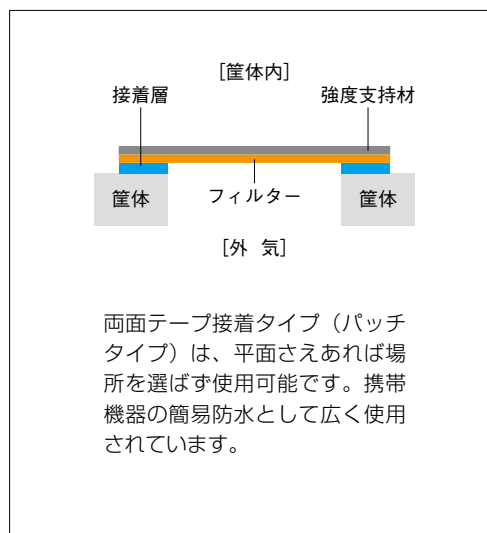 [筐体内]
接着層 強度支持材
筐体 フィルター 筐体
[外 気]
両面テープ接着タイプ（パッチ
タイプ）は、平面さえあれば場
所を選ばず使用可能です。携帯
機器の簡易防水として広く使用
されています。